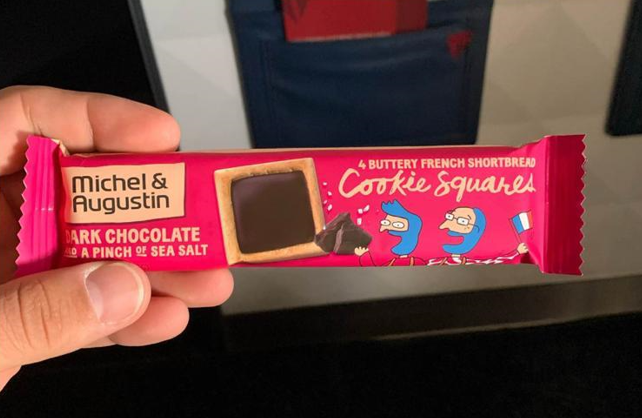 Michel &
Augustin
DARK CHOCOLATE
AND A PINCH OF SEA SALT
4 BUTTERY FRENCH SHORTBREAD
Cookie Squares